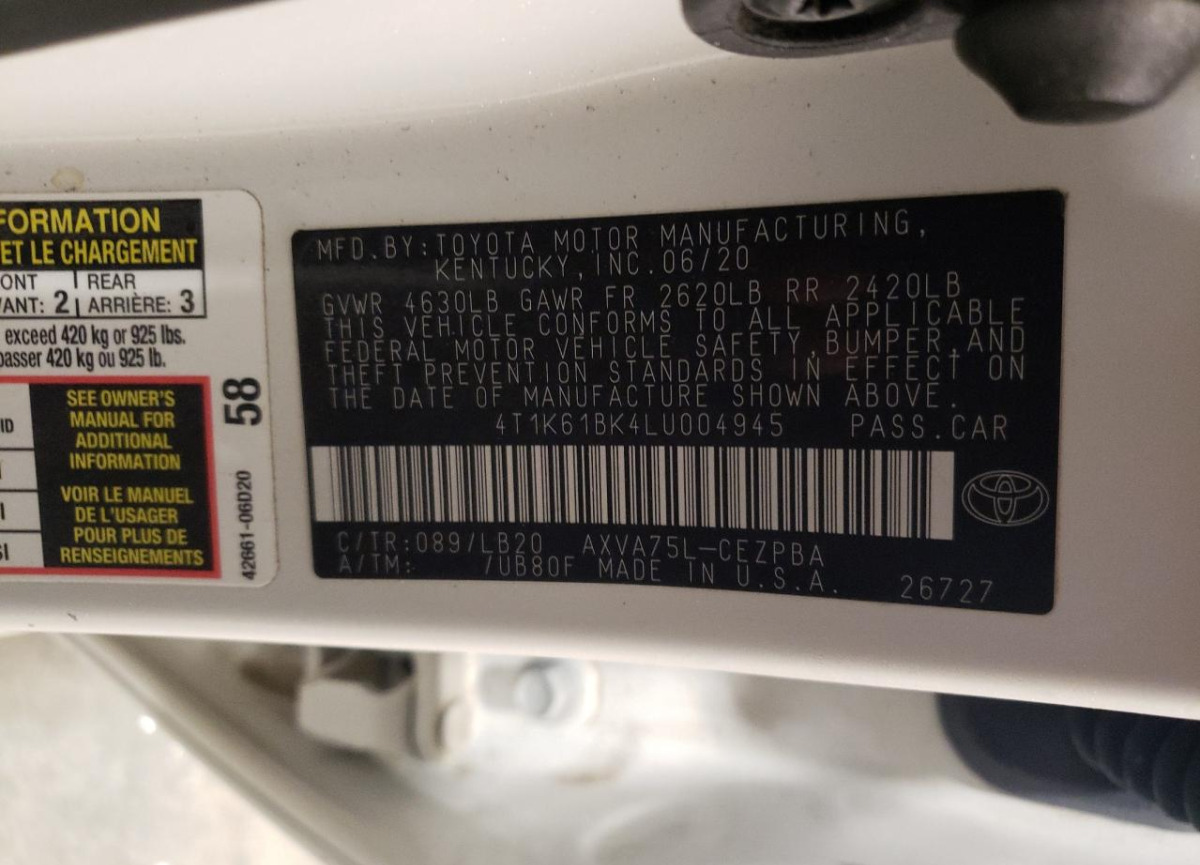 FORMATION
ET LE CHARGEMENT
ONT REAR
VANT: 2 ARRIÈRE: 3
exceed 420 kg or 925 lbs.
passer 420 kg ou 925 lb.
SEE OWNER'S
MANUAL FOR
ADDITIONAL
INFORMATION
VOIR LE MANUEL
DE L'USAGER
POUR PLUS DE
RENSEIGNEMENTS
58
42661-06D20
MFD.BY:TOYOTA MOTOR MANUFACTURING,
KENTUCKY,INC.06/20
GVWR 4630LB GAWR FR 2620LB RR 2420LB
THIS VEHICLE CONFORMS TO ALL APPLICABLE
FEDERAL MOTOR VEHICLE SAFETY,BUMPER,AND
THEFT PREVENTION STANDARDS IN EFFECT ON
THE DATE OF MANUFACTURE SHOWN ABOVE.
4T1K61BK4LU004945 PASS.CAR
C/TR:089/LB20 AXVA75L-CEZPBA
A/TM: /UB80F MADE IN U.S.A.
26727